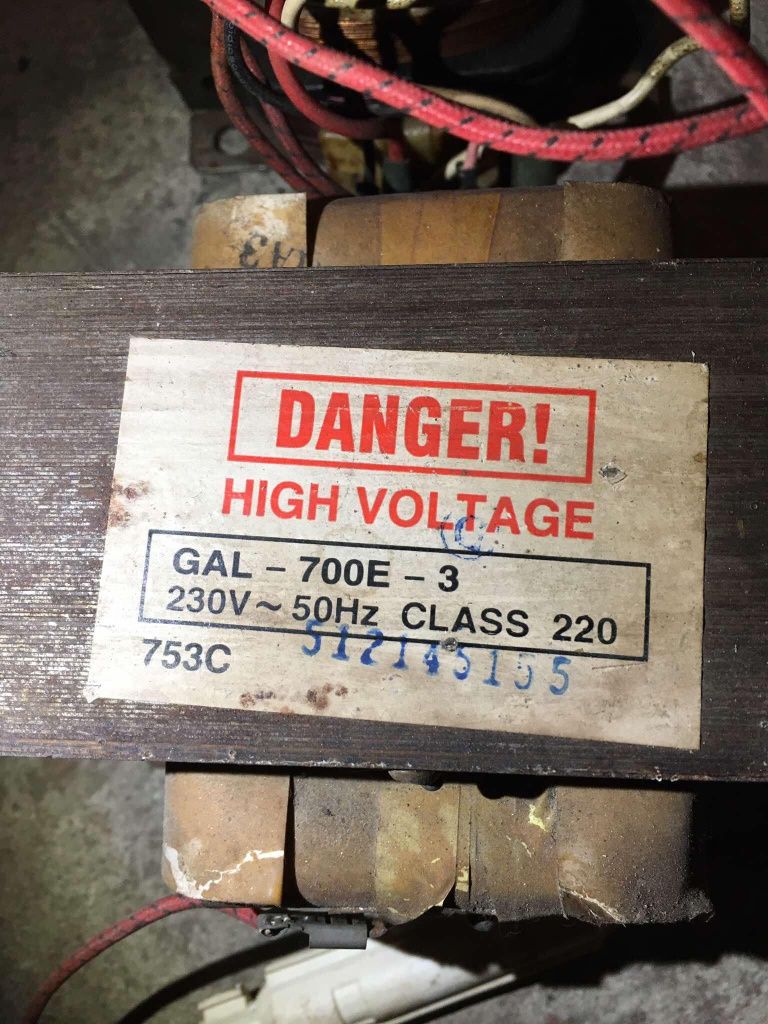 DANGER!
HIGH VOLTAGE
GAL - 700E - 3
230V ~ 50Hz CLASS 220
753C
512145155